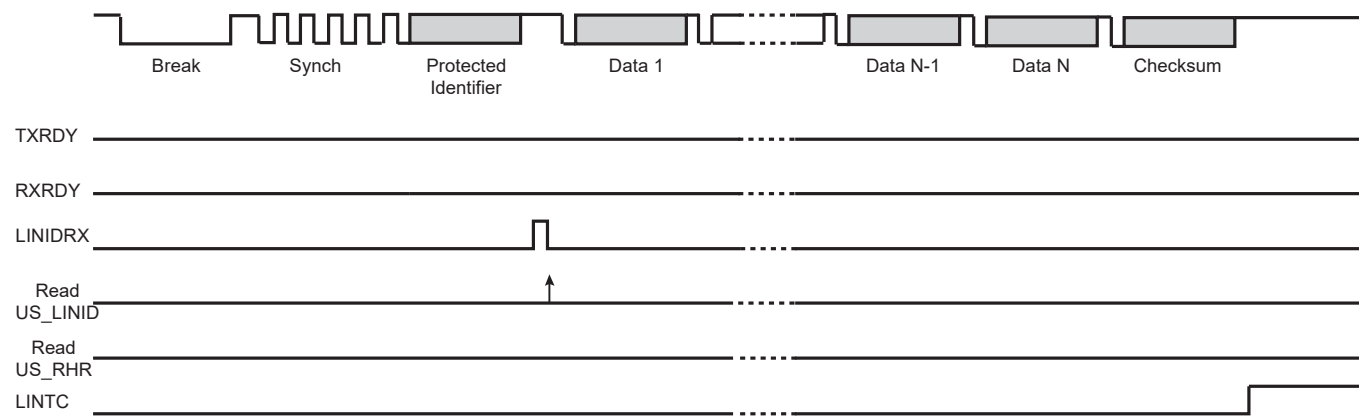 Break
Synch
Protected
Identifier
Data 1
Data N-1
Data N
Checksum
TXRDY
RXRDY
LINIDRX
Read
US_LINID
Read
US_RHR
LINTC